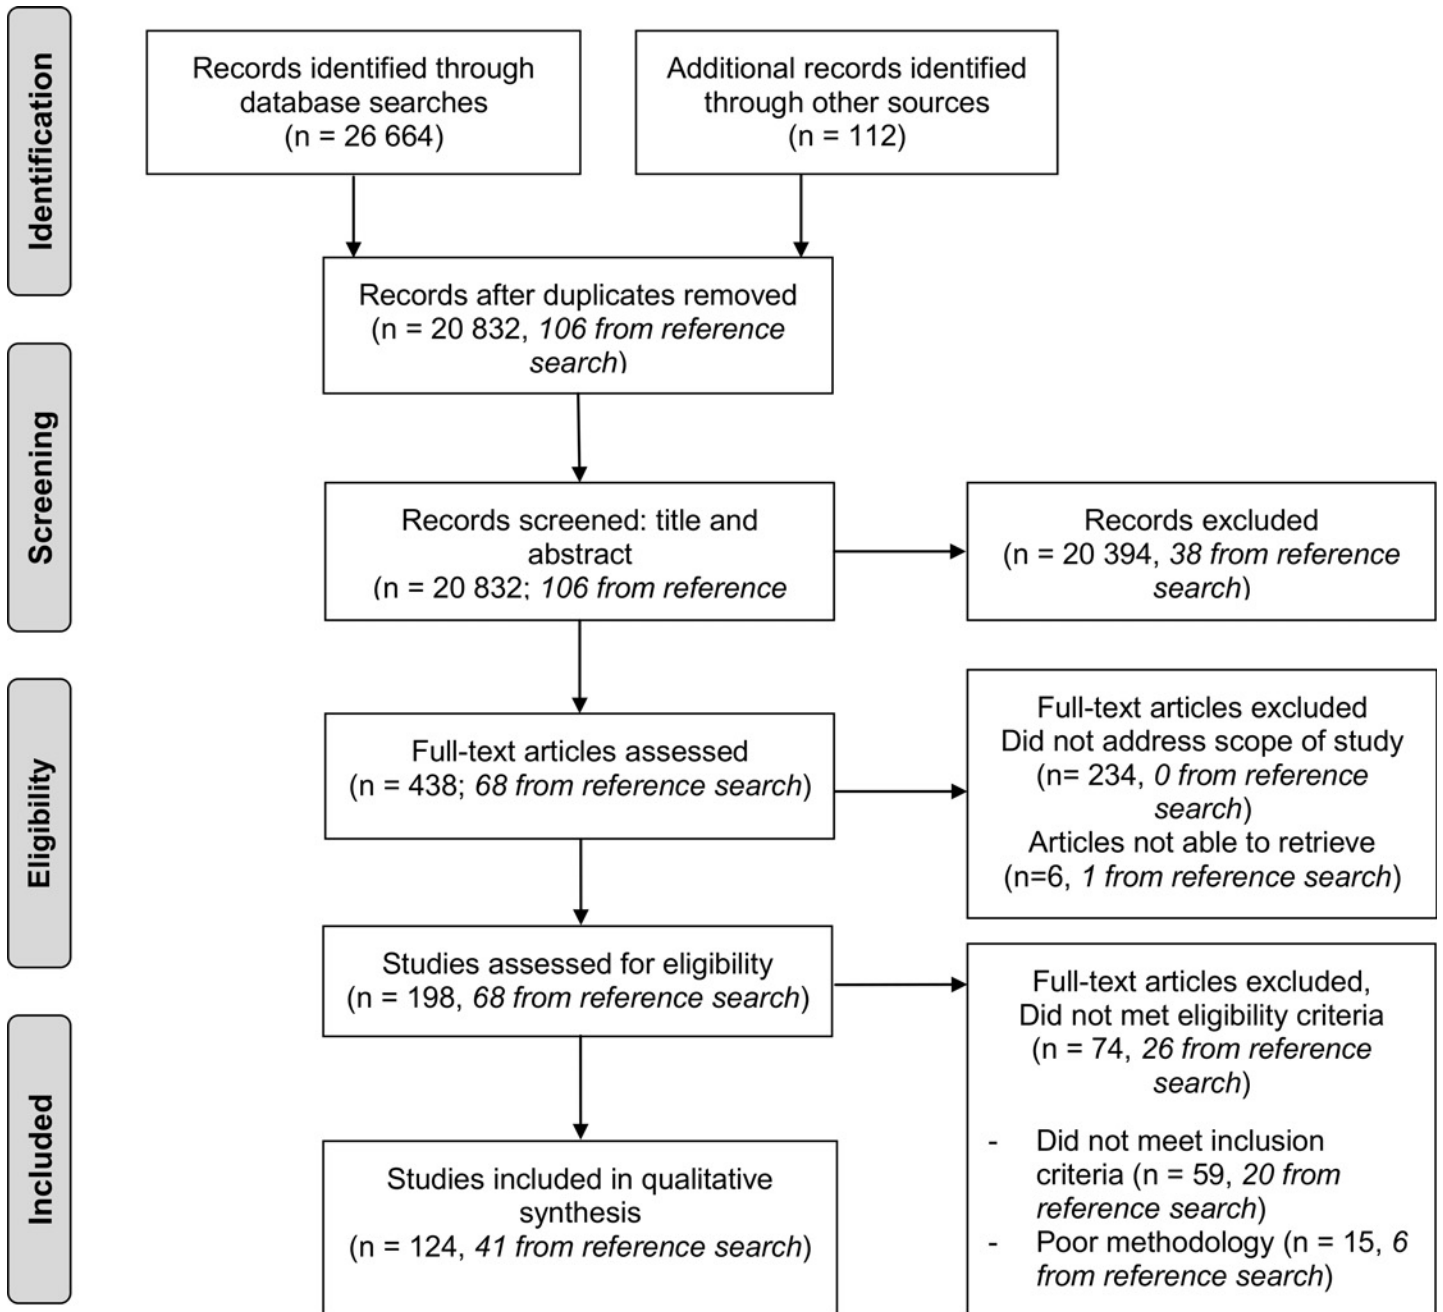 Identification
Records identified through
database searches
(n = 26 664)
Additional records identified
through other sources
(n = 112)
Records after duplicates removed
(n = 20 832, 106 from reference
search)
Screening
Records screened: title and
abstract
(n = 20 832; 106 from reference
Records excluded
(n = 20 394, 38 from reference
search)
Eligibility
Full-text articles assessed
(n = 438; 68 from reference search)
Full-text articles excluded
Did not address scope of study
(n= 234, 0 from reference
search)
Articles not able to retrieve
(n=6, 1 from reference search)
Studies assessed for eligibility
(n = 198, 68 from reference search)
Full-text articles excluded,
Did not met eligibility criteria
(n = 74, 26 from reference
search)
- Did not meet inclusion
criteria (n = 59, 20 from
reference search)
- Poor methodology (n = 15, 6
from reference search)
Included
Studies included in qualitative
synthesis
(n = 124, 41 from reference search)